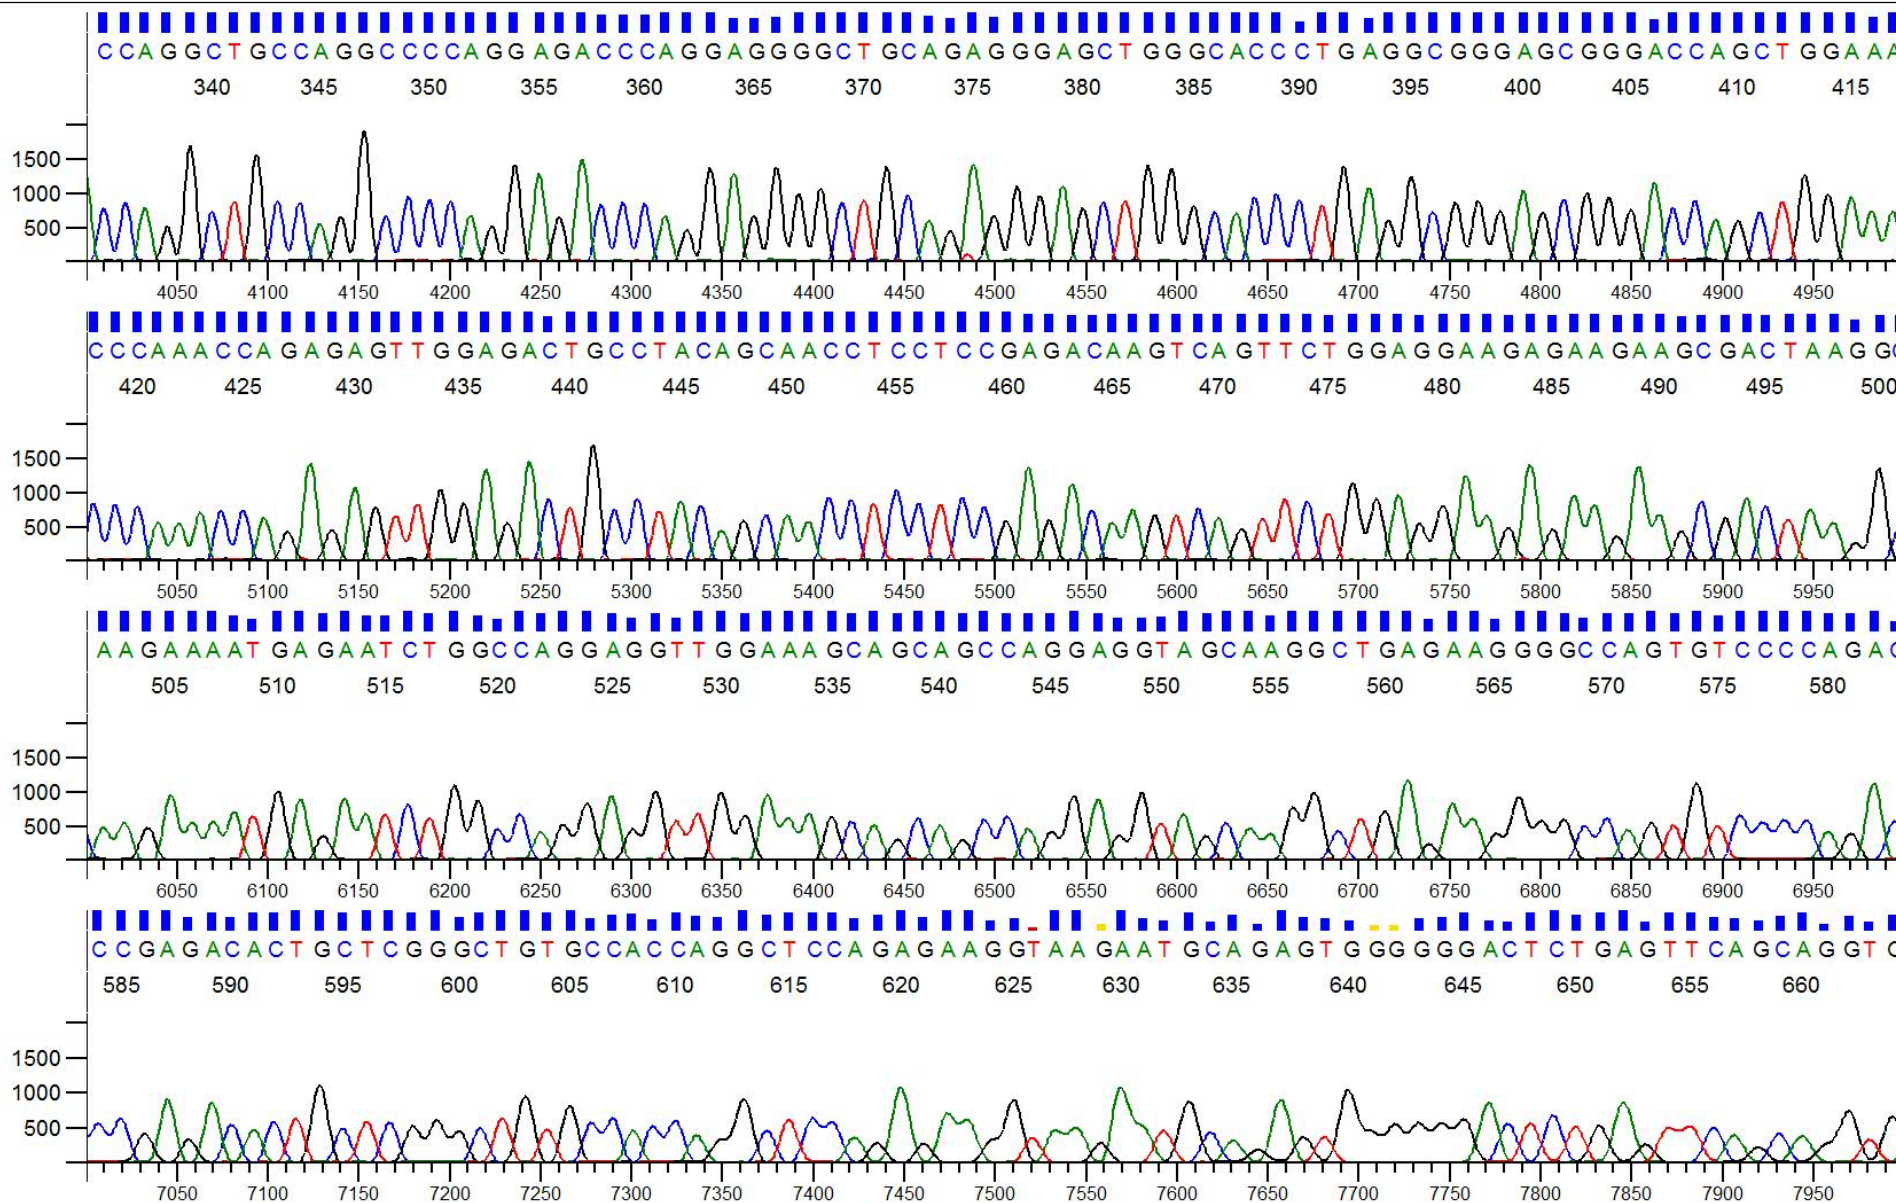 CCAGGCTGCCAGGCCCCAGGAGACCCAGGAGGGGCTGCAGAGGGAGCTGGGCACCCTGAGGCGGGAGCGGGACCAGCTGGAAA
340 345 350 355 360 365 370 375 380 385 390 395 400 405 410 415
1500
1000
500
4050 4100 4150 4200 4250 4300 4350 4400 4450 4500 4550 4600 4650 4700 4750 4800 4850 4900 4950
CCCAAACCAGAGAGTTGGAGACTGCCTACAGCAACCTCCTCCGAGACAAGTCAGTTCTGGAGGAAGAGAAGAAGCGACTAAGGC
420 425 430 435 440 445 450 455 460 465 470 475 480 485 490 495 500
1500
1000
500
5050 5100 5150 5200 5250 5300 5350 5400 5450 5500 5550 5600 5650 5700 5750 5800 5850 5900 5950
AAGAAAATGAGAATCTGGCCAGGAGGTTGGAAAGCAGCAGCCAGGAGGTAGCAAGGCTGAGAAGGGGCCAGTGTCCCCAGAC
505 510 515 520 525 530 535 540 545 550 555 560 565 570 575 580
1500
1000
500
6050 6100 6150 6200 6250 6300 6350 6400 6450 6500 6550 6600 6650 6700 6750 6800 6850 6900 6950
CCGAGACACTGCTCGGGCTGTGCCACCAGGCTCCAGAGAAGGTAAGAATGCAGAGTGGGGGGACTCTGAGTTCAGCAGGTG
585 590 595 600 605 610 615 620 625 630 635 640 645 650 655 660
1500
1000
500
7050 7100 7150 7200 7250 7300 7350 7400 7450 7500 7550 7600 7650 7700 7750 7800 7850 7900 7950